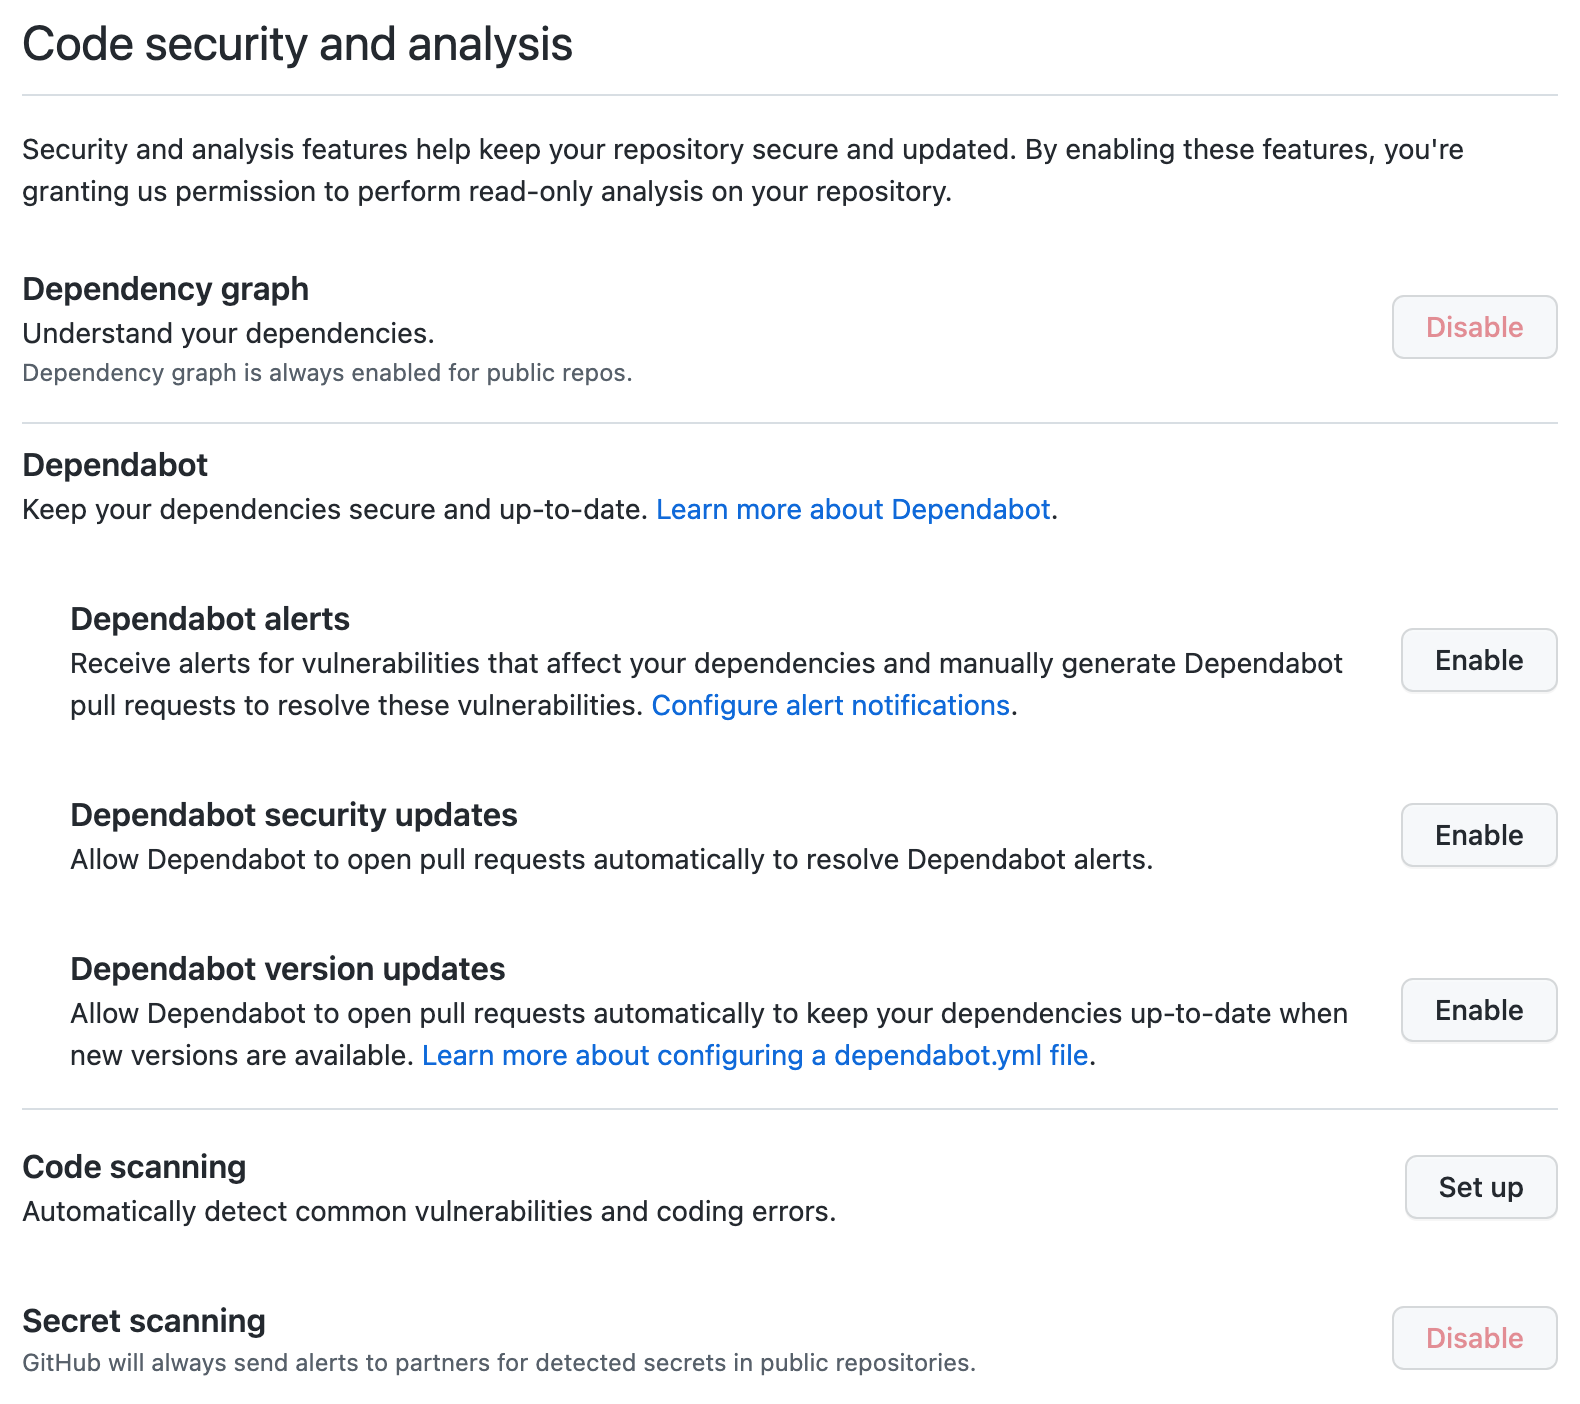 Code security and analysis
Security and analysis features help keep your repository secure and updated. By enabling these features, you're
granting us permission to perform read-only analysis on your repository.
Dependency graph
Understand your dependencies.
Dependency graph is always enabled for public repos.
Disable
Dependabot
Keep your dependencies secure and up-to-date. Learn more about Dependabot.
Dependabot alerts
Receive alerts for vulnerabilities that affect your dependencies and manually generate Dependabot
pull requests to resolve these vulnerabilities. Configure alert notifications.
Enable
Dependabot security updates
Allow Dependabot to open pull requests automatically to resolve Dependabot alerts.
Enable
Dependabot version updates
Allow Dependabot to open pull requests automatically to keep your dependencies up-to-date when
new versions are available. Learn more about configuring a dependabot.yml file.
Enable
Code scanning
Automatically detect common vulnerabilities and coding errors.
Set up
Secret scanning
GitHub will always send alerts to partners for detected secrets in public repositories.
Disable